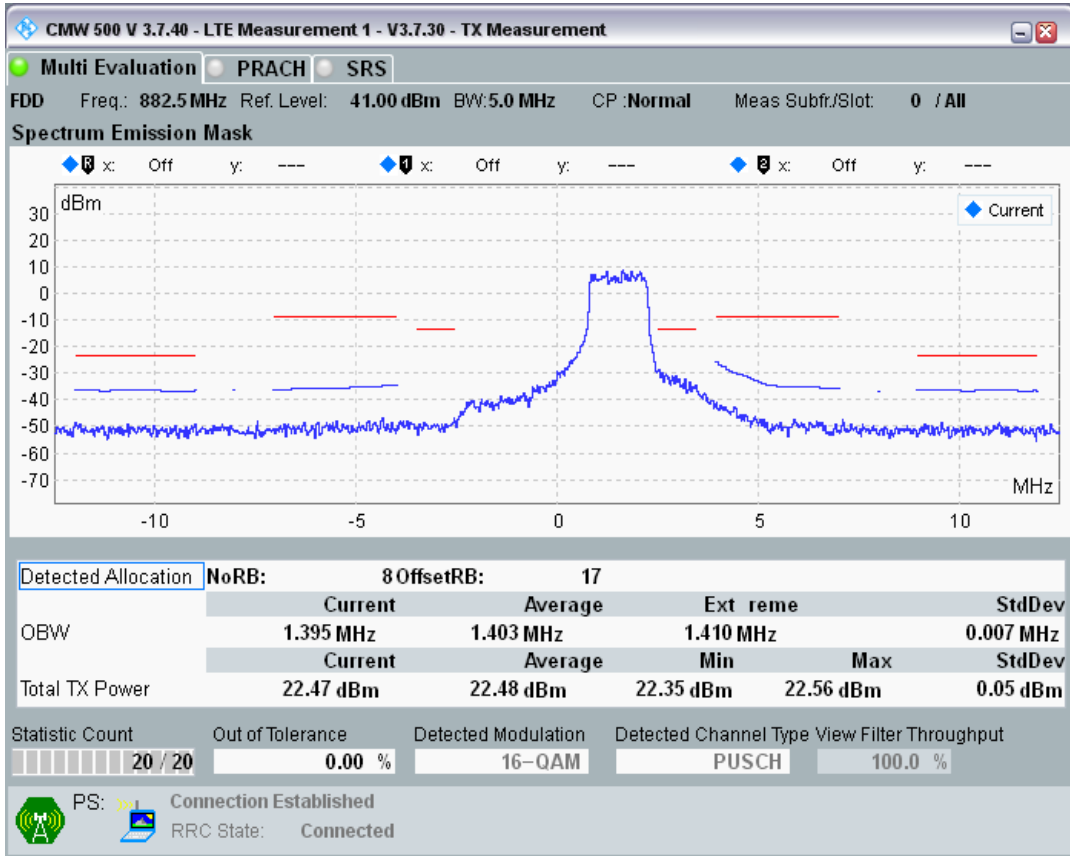 CMW 500 V 3.7.40 - LTE Measurement 1 - V3.7.30 - TX Measurement
Multi Evaluation PRACH SRS
FDD Freq.: 882.5 MHz Ref. Level: 41.00 dBm BW:5.0 MHz CP :Normal Meas Subfr./Slot: 0 / All
Spectrum Emission Mask
R x: Off y: --- 1 x: Off y: --- 2 x: Off y: ---
dBm
Current
30
20
10
0
-10
-20
-30
-40
-50
-60
-70
MHz
-10 -5 0 5 10
Detected Allocation NoRB: 8 OffsetRB: 17
Current Average Ext reme StdDev
OBW 1.395 MHz 1.403 MHz 1.410 MHz 0.007 MHz
Current Average Min Max StdDev
Total TX Power 22.47 dBm 22.48 dBm 22.35 dBm 22.56 dBm 0.05 dBm
Statistic Count Out of Tolerance Detected Modulation Detected Channel Type View Filter Throughput
20 / 20 0.00 % 16-QAM PUSCH 100.0 %
PS: Connection Established
RRC State: Connected